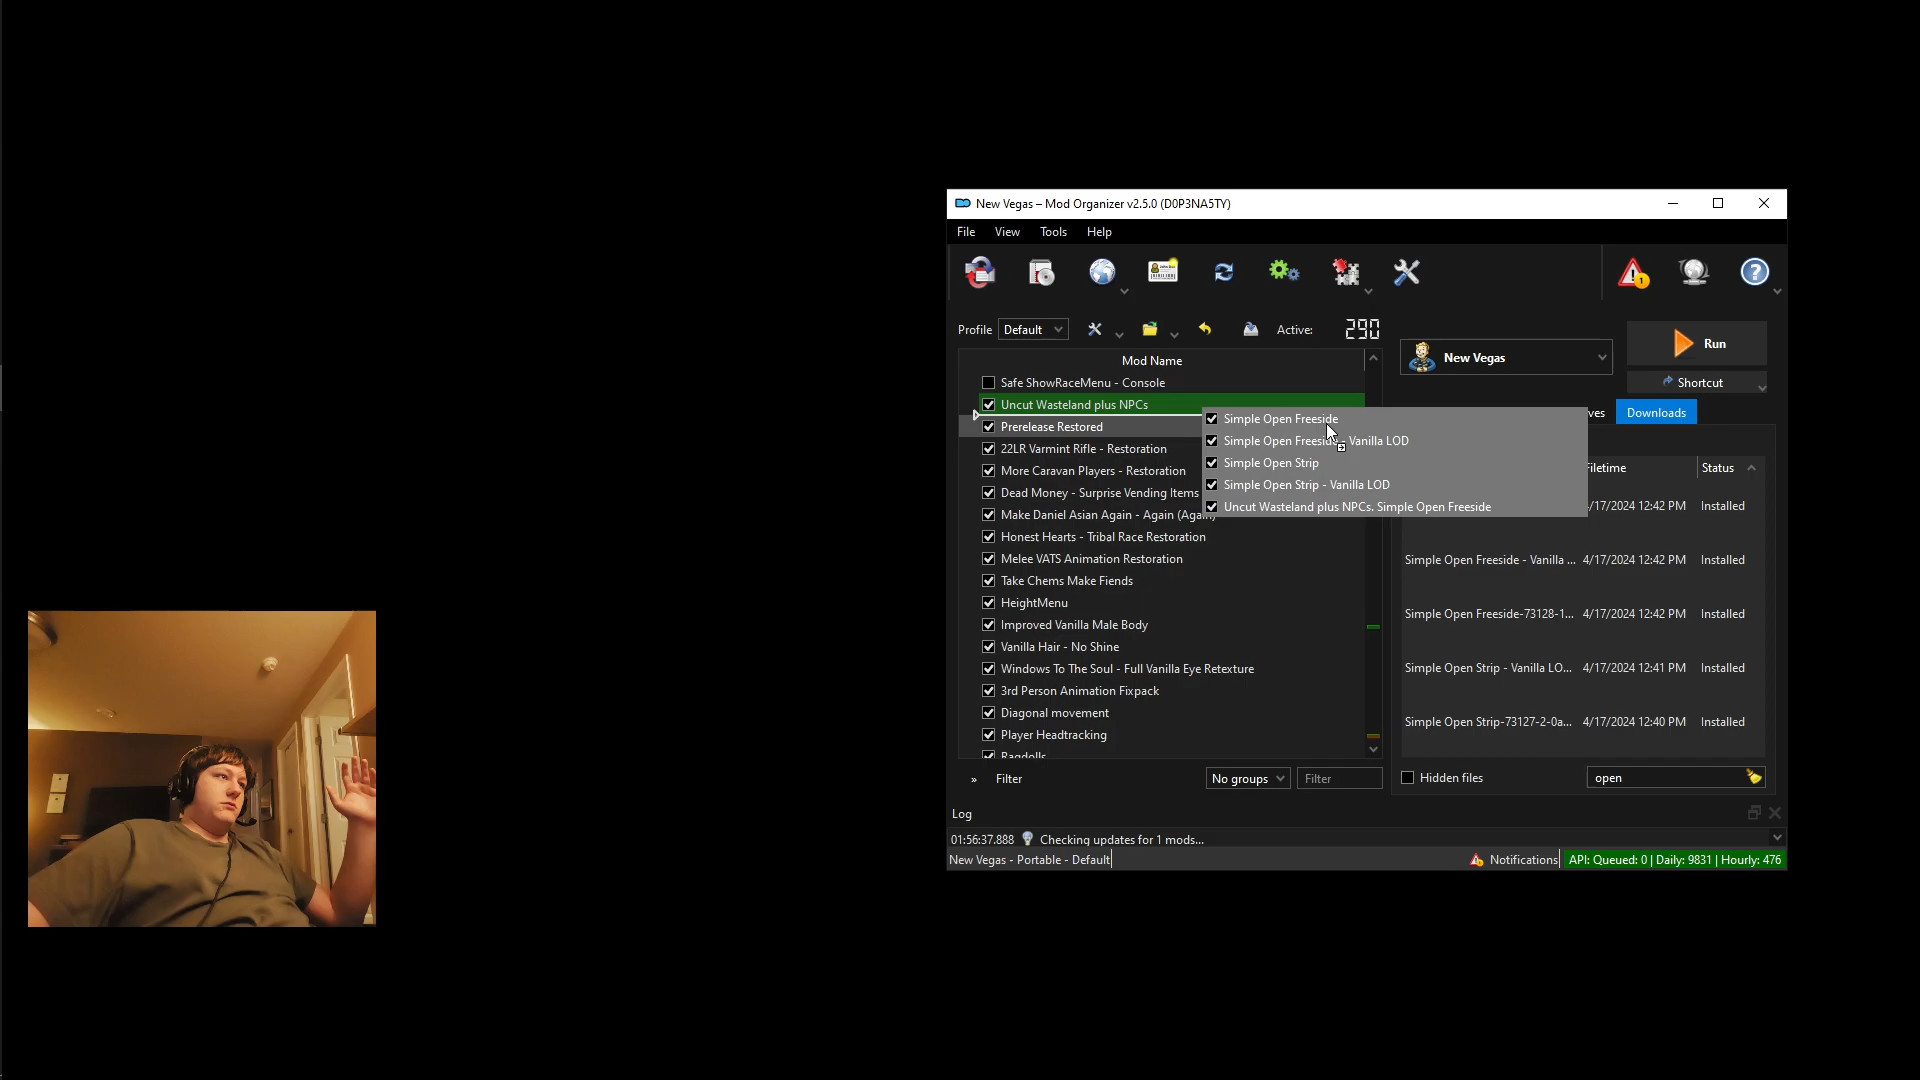 New Vegas – Mod Organizer v2.5.0 (D0P3NA5TY)
File View Tools Help
1
Profile Default Active: 290
New Vegas
Run
Shortcut
Mod Name
Safe ShowRaceMenu - Console
Uncut Wasteland plus NPCs
Prerelease Restored
22LR Varmint Rifle - Restoration
More Caravan Players - Restoration
Dead Money - Surprise Vending Items
Make Daniel Asian Again - Again (Again)
Honest Hearts - Tribal Race Restoration
Melee VATS Animation Restoration
Take Chems Make Fiends
HeightMenu
Improved Vanilla Male Body
Vanilla Hair - No Shine
Windows To The Soul - Full Vanilla Eye Retexture
3rd Person Animation Fixpack
Diagonal movement
Player Headtracking
Ragdolls
Simple Open Freeside
Simple Open Freeside - Vanilla LOD
Simple Open Strip
Simple Open Strip - Vanilla LOD
Uncut Wasteland plus NPCs. Simple Open Freeside
ves Downloads
Filetime Status
/17/2024 12:42 PM Installed
Simple Open Freeside - Vanilla ... 4/17/2024 12:42 PM Installed
Simple Open Freeside-73128-1... 4/17/2024 12:42 PM Installed
Simple Open Strip - Vanilla LO... 4/17/2024 12:41 PM Installed
Simple Open Strip-73127-2-0a... 4/17/2024 12:40 PM Installed
» Filter No groups Filter
Hidden files open
Log
01:56:37.888 Checking updates for 1 mods...
New Vegas - Portable - Default
Notifications API: Queued: 0 | Daily: 9831 | Hourly: 476